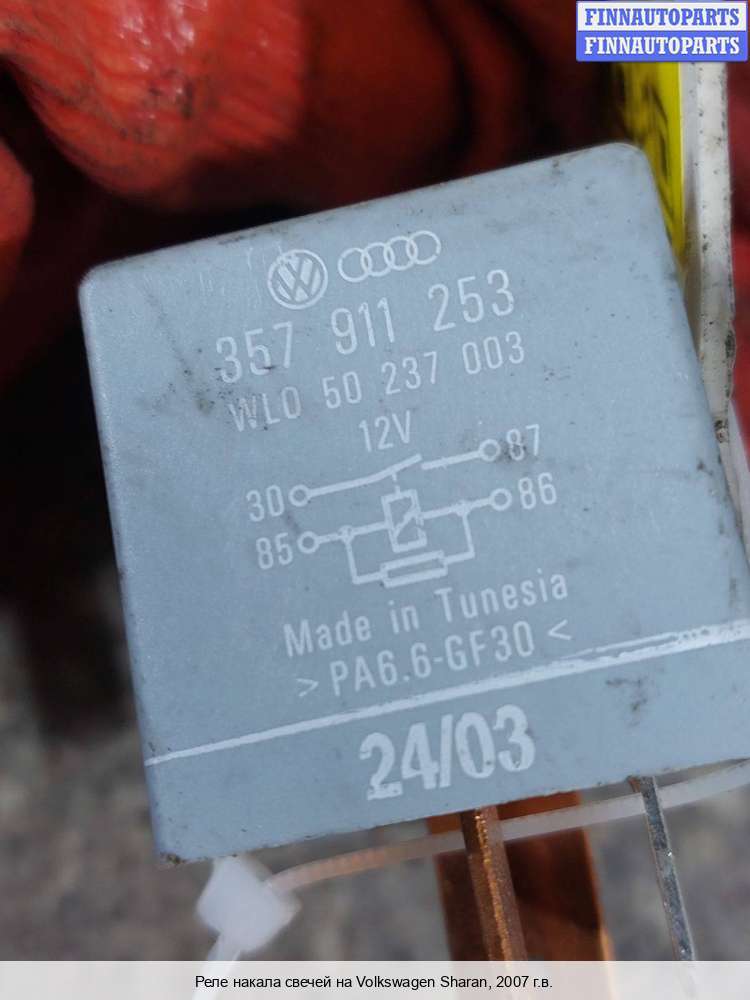 FINNAUTOPARTS
FINNAUTOPARTS
357 911 253
WLO 50 237 003
12V
30 87
85 86
Made in Tunesia
>PA6.6-GF30<
24/03
Реле накала свечей на Volkswagen Sharan, 2007 г.в.